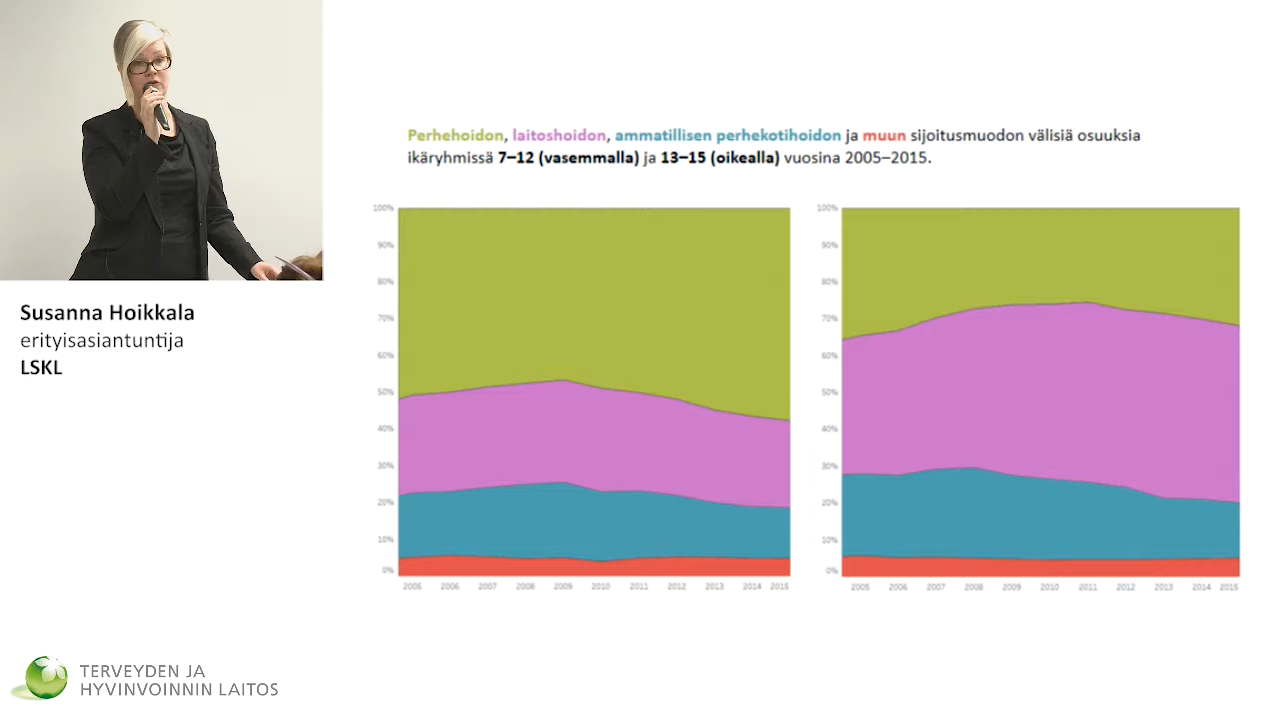 Perhehoidon, laitoshoidon, ammatillisen perhekotihoidon ja muun sijoitusmuodon välisiä osuuksia
ikäryhmissä 7–12 (vasemmalla) ja 13–15 (oikealla) vuosina 2005–2015.
100%
90%
80%
70%
60%
50%
40%
30%
20%
10%
0%
2005 2006 2007 2008 2009 2010 2011 2012 2013 2014 2015
100%
90%
80%
70%
60%
50%
40%
30%
20%
10%
0%
2005 2006 2007 2008 2009 2010 2011 2012 2013 2014 2015
Susanna Hoikkala
erityisasiantuntija
LSKL
TERVEYDEN JA
HYVINVOINNIN LAITOS